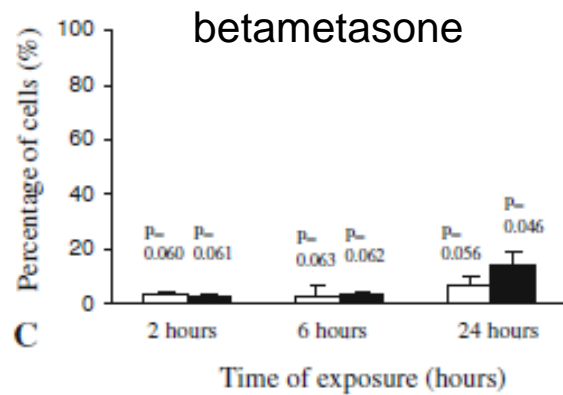 betametasone
Percentage of cells (%)
100
80
60
40
20
0
P= 0.060
P= 0.061
P= 0.063
P= 0.062
P= 0.056
P= 0.046
2 hours
6 hours
24 hours
C
Time of exposure (hours)